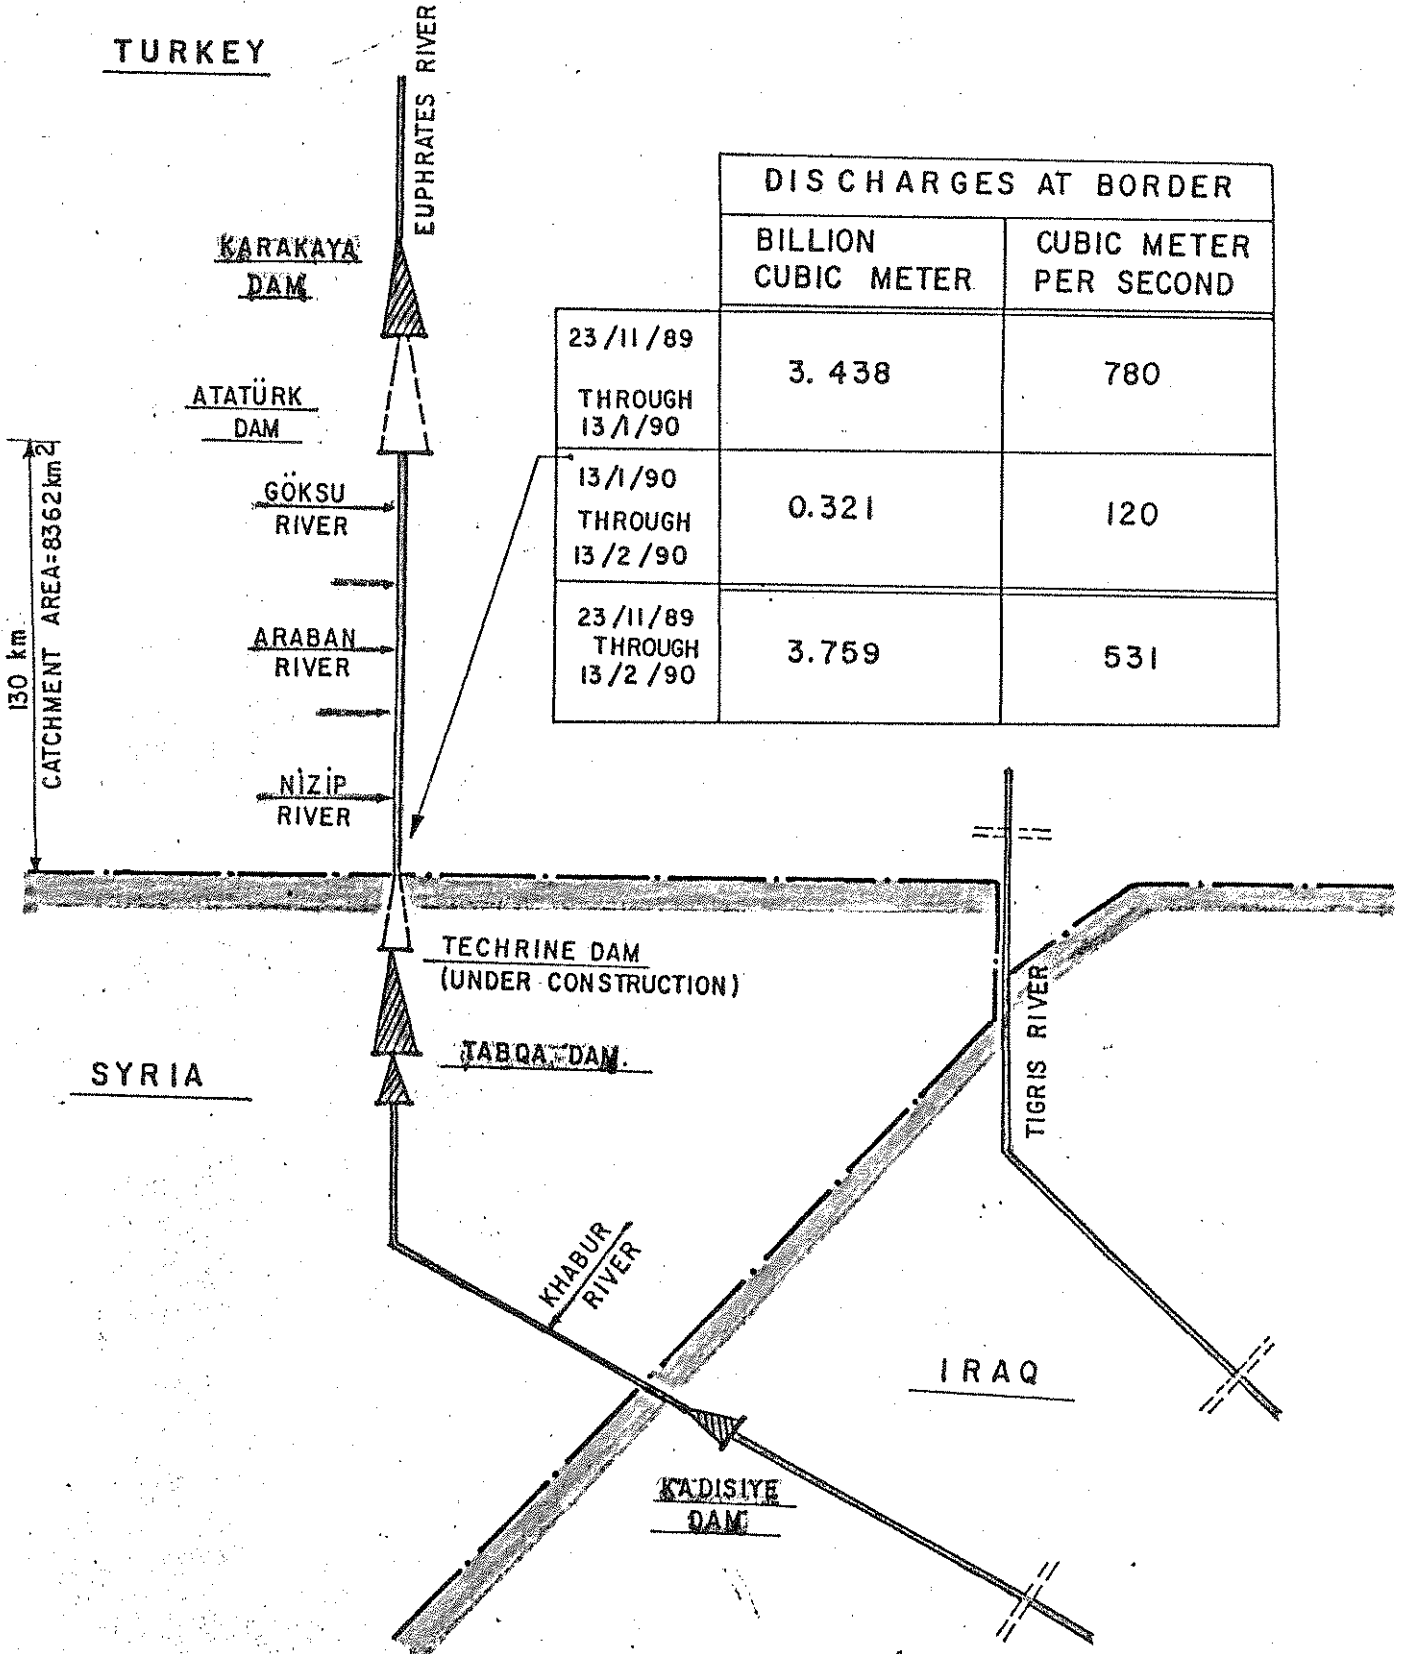 TURKEY
EUPHRATES RIVER
KARAKAYA
DAM
ATATÜRK
DAM
130 km
CATCHMENT AREA=8362km2
GÖKSU
RIVER
ARABAN
RIVER
NİZİP
RIVER
DISCHARGES AT BORDER
BILLION
CUBIC METER
CUBIC METER
PER SECOND
23/11/89
THROUGH
13/1/90
3.438
780
13/1/90
THROUGH
13/2/90
0.321
120
23/11/89
THROUGH
13/2/90
3.759
531
TECHRINE DAM
(UNDER CONSTRUCTION)
TABQA DAM.
SYRIA
TIGRIS RIVER
KHABUR
RIVER
IRAQ
KADISIYE
DAM